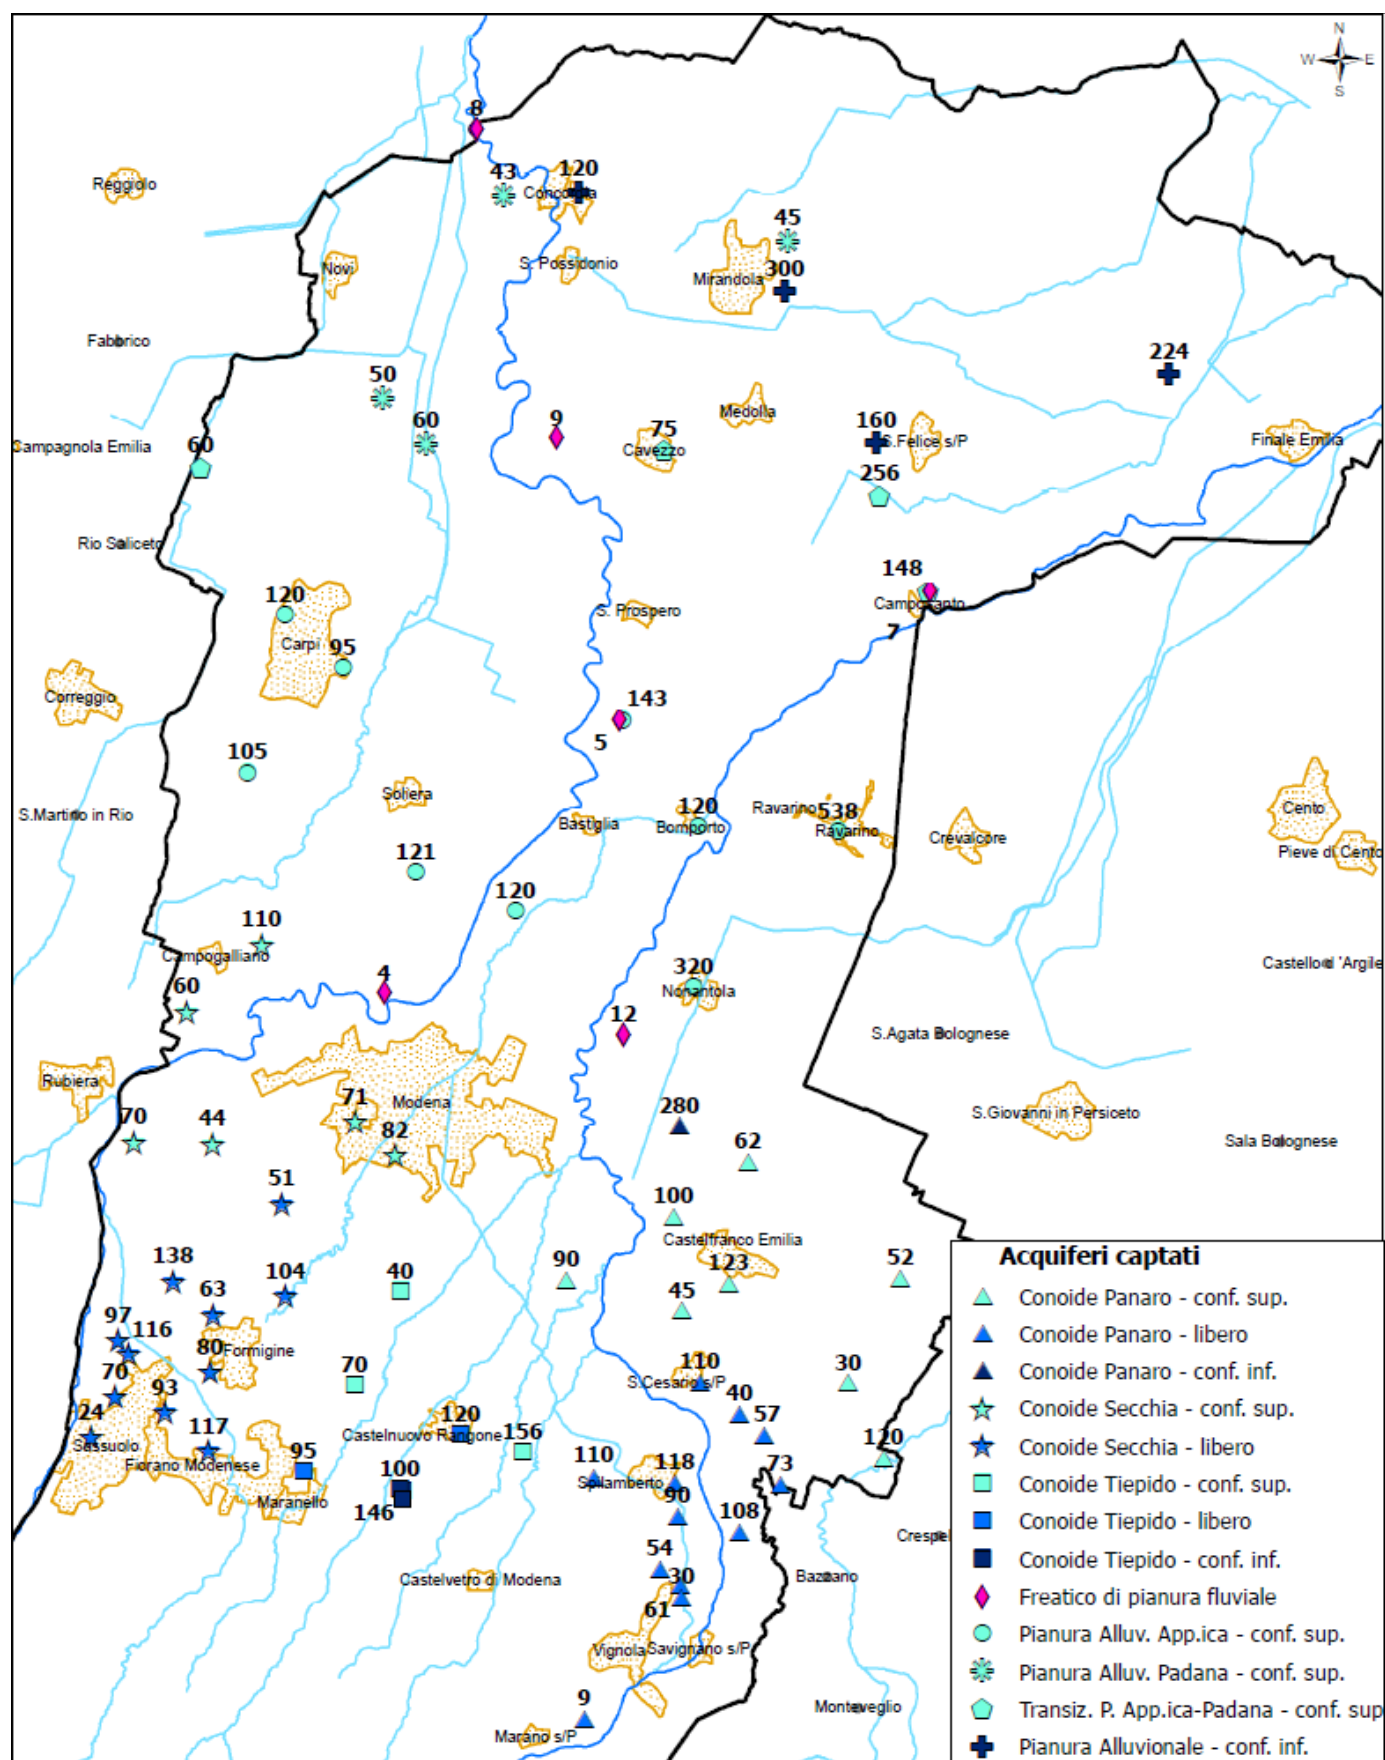 N
W E
S
8
43
120
Concordia
Reggiolo
45
S. Possidonio
Novi
Mirandola
300
Fabbrico
224
50
Medolla
60
9
75
160
Campagnola Emilia
60
Cavezzo
S.Felice s/P
Finale Emilia
256
Rio Saliceto
148
120
Camposanto
S. Prospero
7
Carpi
95
Correggio
143
5
105
Soliera
S.Martino in Rio
Bastiglia
120
Bomporto
Ravarino
538
Ravarino
Crevalcore
Cento
Pieve di Cento
121
120
110
Campogalliano
320
Nonantola
Castello d 'Argile
60
4
12
S.Agata Bolognese
Rubiera
Modena
71
280
S.Giovanni in Persiceto
70
44
82
62
Sala Bolognese
51
100
Castelfranco Emilia
138
104
40
90
123
52
63
45
97
116
Formigine
80
70
110
S.Cesario s/P
30
70
93
40
57
24
Sassuolo
117
Fiorano Modenese
95
Castelnuovo Rangone
120
156
120
110
118
73
Spilamberto
100
Maranello
146
90
108
Crespel
54
30
Castelvetro di Modena
Bazzano
61
Vignola
Savignano s/P
9
Marano s/P
Monteveglio
Acquiferi captati
Conoide Panaro - conf. sup.
Conoide Panaro - libero
Conoide Panaro - conf. inf.
Conoide Secchia - conf. sup.
Conoide Secchia - libero
Conoide Tiepido - conf. sup.
Conoide Tiepido - libero
Conoide Tiepido - conf. inf.
Freatico di pianura fluviale
Pianura Alluv. App.ica - conf. sup.
Pianura Alluv. Padana - conf. sup.
Transiz. P. App.ica-Padana - conf. sup
Pianura Alluvionale - conf. inf.